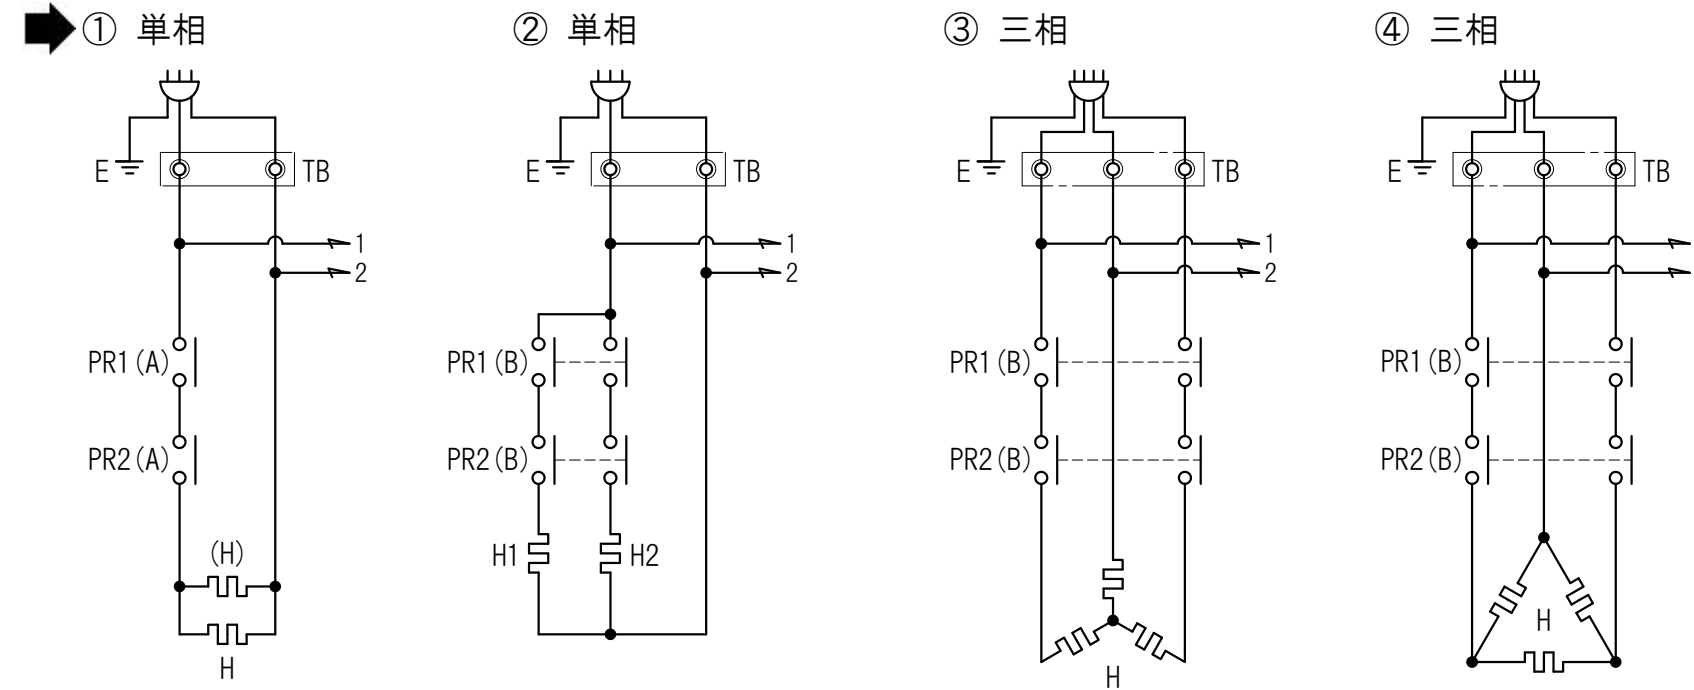 ① 単相
E
TB
1
2
PR1(A)
PR2(A)
(H)
H
② 単相
E
TB
1
2
PR1(B)
PR2(B)
H1
H2
③ 三相
E
TB
1
2
PR1(B)
PR2(B)
H
④ 三相
E
TB
PR1(B)
PR2(B)
H